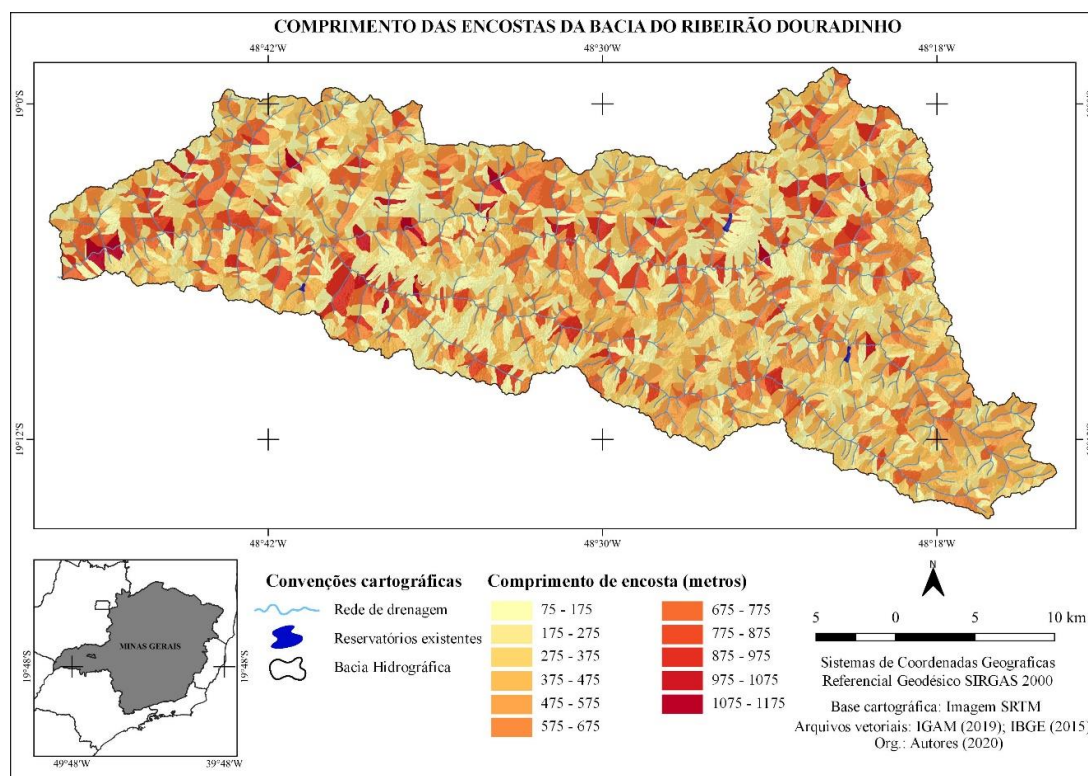 COMPRIMENTO DAS ENCOSTAS DA BACIA DO RIBEIRÃO DOURADINHO
48°42'W 48°30'W 48°18'W
19°0'S
19°12'S
48°42'W 48°30'W 48°18'W
MINAS GERAIS
19°48'S 19°48'S
49°48'W 39°48'W
Convenções cartográficas
Rede de drenagem
Reservatórios existentes
Bacia Hidrográfica
Comprimento de encosta (metros)
75 - 175
175 - 275
275 - 375
375 - 475
475 - 575
575 - 675
675 - 775
775 - 875
875 - 975
975 - 1075
1075 - 1175
N
5 0 5 10 km
Sistemas de Coordenadas Geograficas
Referencial Geodésico SIRGAS 2000
Base cartográfica: Imagem SRTM
Arquivos vetoriais: IGAM (2019); IBGE (2015)
Org.: Autores (2020)